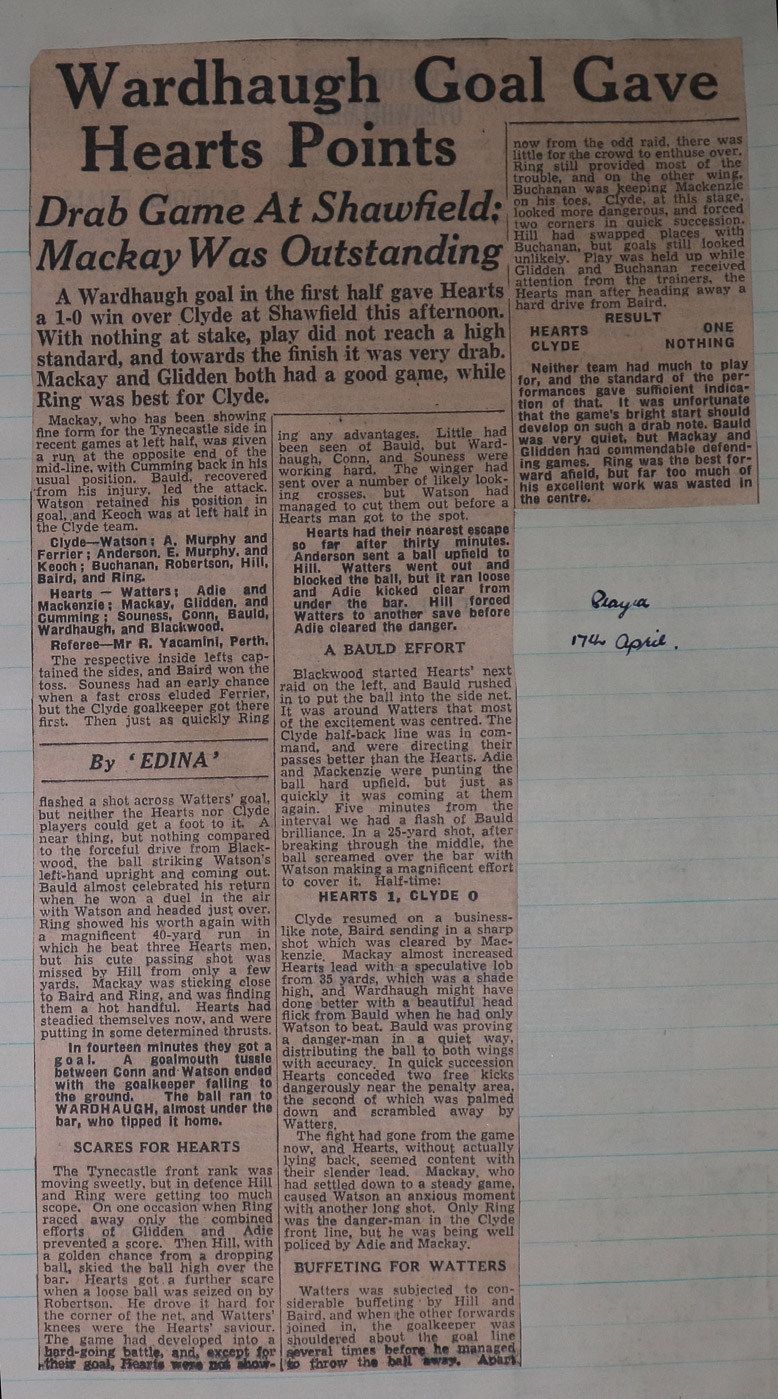 Wardhaugh Goal Gave
Hearts Points
Drab Game At Shawfield:
Mackay Was Outstanding
A Wardhaugh goal in the first half gave Hearts
a 1-0 win over Clyde at Shawfield this afternoon.
With nothing at stake, play did not reach a high
standard, and towards the finish it was very drab.
Mackay and Glidden both had a good game, while
Ring was best for Clyde.
Mackay, who has been showing
fine form for the Tynecastle side in
recent games at left half, was given
a run at the opposite end of the
mid-line, with Cumming back in his
usual position. Bauld, recovered
from his injury, led the attack.
Watson retained his position in
goal, and Keoch was at left half in
the Clyde team.
Clyde—Watson; A. Murphy and
Ferrier; Anderson, E. Murphy, and
Keoch; Buchanan, Robertson, Hill,
Baird, and Ring.
Hearts — Watters; Adie and
Mackenzie; Mackay, Glidden, and
Cumming; Souness, Conn, Bauld,
Wardhaugh, and Blackwood.
Referee—Mr R. Yacamini, Perth.
The respective inside lefts cap-
tained the sides, and Baird won the
toss. Souness had an early chance
when a fast cross eluded Ferrier,
but the Clyde goalkeeper got there
first. Then just as quickly Ring
By 'EDINA'
flashed a shot across Watters' goal,
but neither the Hearts nor Clyde
players could get a foot to it. A
near thing, but nothing compared
to the forceful drive from Black-
wood, the ball striking Watson's
left-hand upright and coming out.
Bauld almost celebrated his return
when he won a duel in the air
with Watson and headed just over.
Ring showed his worth again with
a magnificent 40-yard run in
which he beat three Hearts men,
but his cute passing shot was
missed by Hill from only a few
yards. Mackay was sticking close
to Baird and Ring, and was finding
them a hot handful. Hearts had
steadied themselves now, and were
putting in some determined thrusts.
In fourteen minutes they got a
goal. A goalmouth tussle
between Conn and Watson ended
with the goalkeeper falling to
the ground. The ball ran to
WARDHAUGH, almost under the
bar, who tipped it home.
SCARES FOR HEARTS
The Tynecastle front rank was
moving sweetly, but in defence Hill
and Ring were getting too much
scope. On one occasion when Ring
raced away only the combined
efforts of Glidden and Adie
prevented a score. Then Hill, with
a golden chance from a dropping
ball, skied the ball high over the
bar. Hearts got a further scare
when a loose ball was seized on by
Robertson. He drove it hard for
the corner of the net, and Watters'
knees were the Hearts' saviour.
The game had developed into a
hard-going battle, and, except for
their goal, Hearts were not show-
ing any advantages. Little had
been seen of Bauld, but Ward-
haugh, Conn, and Souness were
working hard. The winger had
sent over a number of likely look-
ing crosses, but Watson had
managed to cut them out before a
Hearts man got to the spot.
Hearts had their nearest escape
so far after thirty minutes.
Anderson sent a ball upfield to
Hill. Watters went out and
blocked the ball, but it ran loose
and Adie kicked clear from
under the bar. Hill forced
Watters to another save before
Adie cleared the danger.
A BAULD EFFORT
Blackwood started Hearts' next
raid on the left, and Bauld rushed
in to put the ball into the side net.
It was around Watters that most
of the excitement was centred. The
Clyde half-back line was in com-
mand, and were directing their
passes better than the Hearts. Adie
and Mackenzie were punting the
ball hard upfield, but just as
quickly it was coming at them
again. Five minutes from the
interval we had a flash of Bauld
brilliance. In a 25-yard shot, after
breaking through the middle, the
ball screamed over the bar with
Watson making a magnificent effort
to cover it. Half-time:
HEARTS 1, CLYDE 0
Clyde resumed on a business-
like note, Baird sending in a sharp
shot which was cleared by Mac-
kenzie. Mackay almost increased
Hearts lead with a speculative lob
from 35 yards, which was a shade
high, and Wardhaugh might have
done better with a beautiful head
flick from Bauld when he had only
Watson to beat. Bauld was proving
a danger-man in a quiet way,
distributing the ball to both wings
with accuracy. In quick succession
Hearts conceded two free kicks
dangerously near the penalty area,
the second of which was palmed
down and scrambled away by
Watters.
The fight had gone from the game
now, and Hearts, without actually
lying back, seemed content with
their slender lead. Mackay, who
had settled down to a steady game,
caused Watson an anxious moment
with another long shot. Only Ring
was the danger-man in the Clyde
front line, but he was being well
policed by Adie and Mackay.
BUFFETING FOR WATTERS
Watters was subjected to con-
siderable buffeting by Hill and
Baird, and when the other forwards
joined in, the goalkeeper was
shouldered about the goal line
several times before he managed
to throw the ball away. Apart
now from the odd raid, there was
little for the crowd to enthuse over.
Ring still provided most of the
trouble, and on the other wing,
Buchanan was keeping Mackenzie
on his toes. Clyde, at this stage,
looked more dangerous, and forced
two corners in quick succession.
Hill had swapped places with
Buchanan, but goals still looked
unlikely. Play was held up while
Glidden and Buchanan received
attention from the trainers, the
Hearts man after heading away a
hard drive from Baird.
RESULT
HEARTS ONE
CLYDE NOTHING
Neither team had much to play
for, and the standard of the per-
formances gave sufficient indica-
tion of that. It was unfortunate
that the game's bright start should
develop on such a drab note. Bauld
was very quiet, but Mackay and
Glidden had commendable defend-
ing games. Ring was the best for-
ward afield, but far too much of
his excellent work was wasted in
the centre.
Played
17th April.